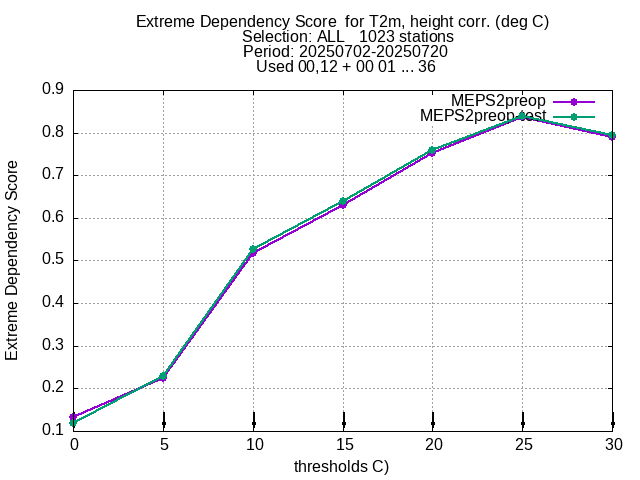 Extreme Dependency Score  for T2m, height corr. (deg C)
Selection: ALL   1023 stations
Period: 20250702-20250720
Used 00,12 + 00 01 ... 36
MEPS2preop
MEPS2preop_test
Extreme Dependency Score
0.9
0.8
0.7
0.6
0.5
0.4
0.3
0.2
0.1
0 5 10 15 20 25 30
thresholds C)